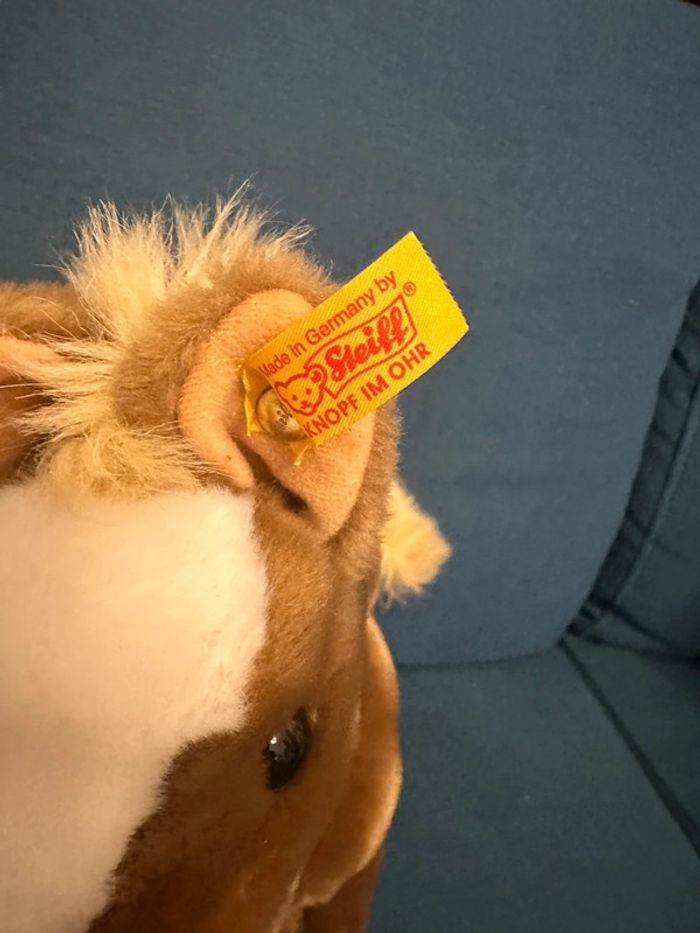 Made in Germany by
Steiff®
KNOPF IM OHR